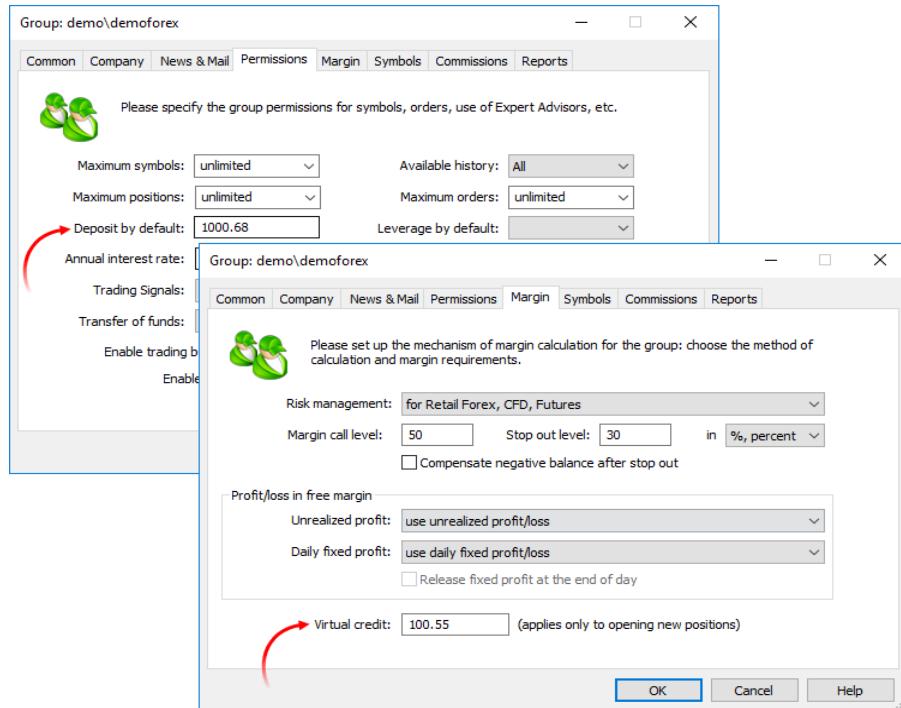 Group: demo\demoforex
Common Company News & Mail Permissions Margin Symbols Commissions Reports
Please specify the group permissions for symbols, orders, use of Expert Advisors, etc.
Maximum symbols: unlimited Available history: All
Maximum positions: unlimited Maximum orders: unlimited
Deposit by default: 1000.68 Leverage by default:
Annual interest rate:
Trading Signals:
Transfer of funds:
Enable trading b
Enable
Group: demo\demoforex
Common Company News & Mail Permissions Margin Symbols Commissions Reports
Please set up the mechanism of margin calculation for the group: choose the method of
calculation and margin requirements.
Risk management: for Retail Forex, CFD, Futures
Margin call level: 50 Stop out level: 30 in %, percent
Compensate negative balance after stop out
Profit/loss in free margin
Unrealized profit: use unrealized profit/loss
Daily fixed profit: use daily fixed profit/loss
Release fixed profit at the end of day
Virtual credit: 100.55 (applies only to opening new positions)
OK Cancel Help